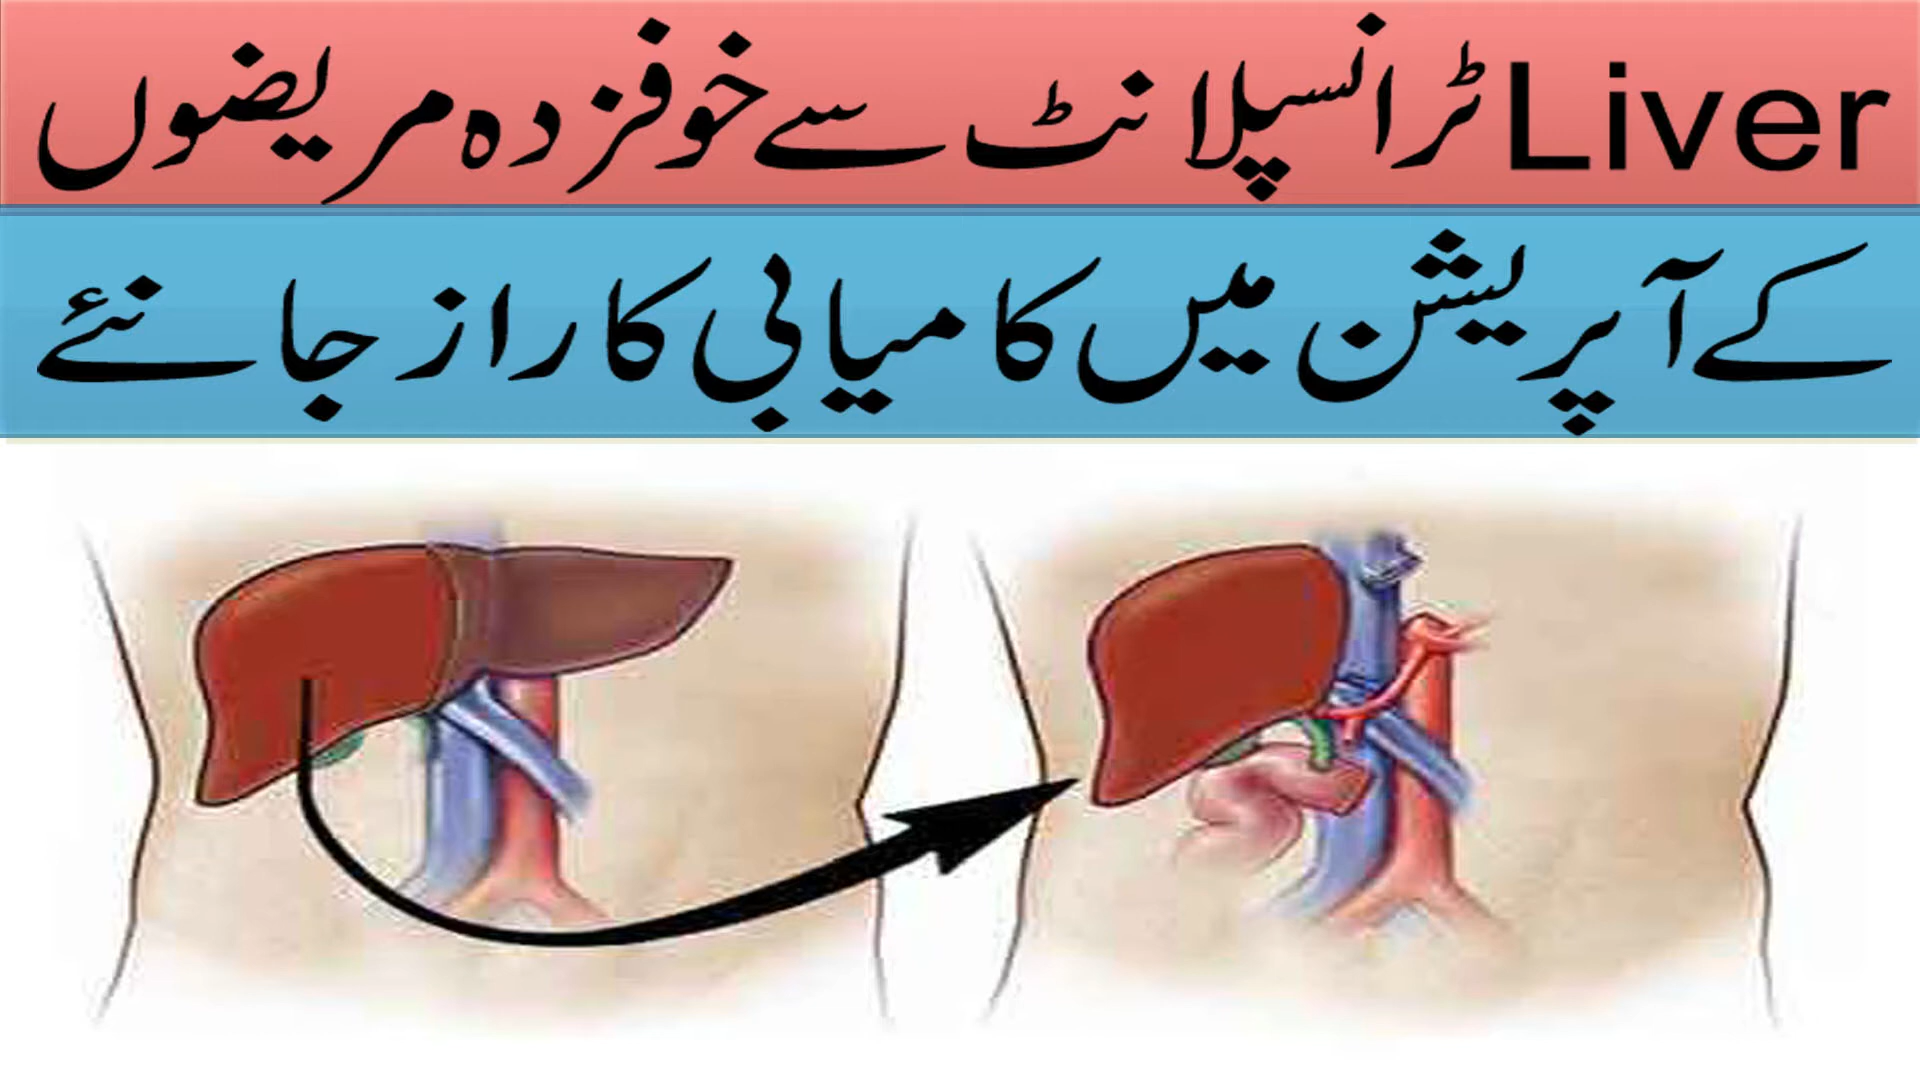 Liver ٹرانسپلانٹ سے خوفزدہ مریضوں
کے آپریشن میں کامیابی کا راز جانئے